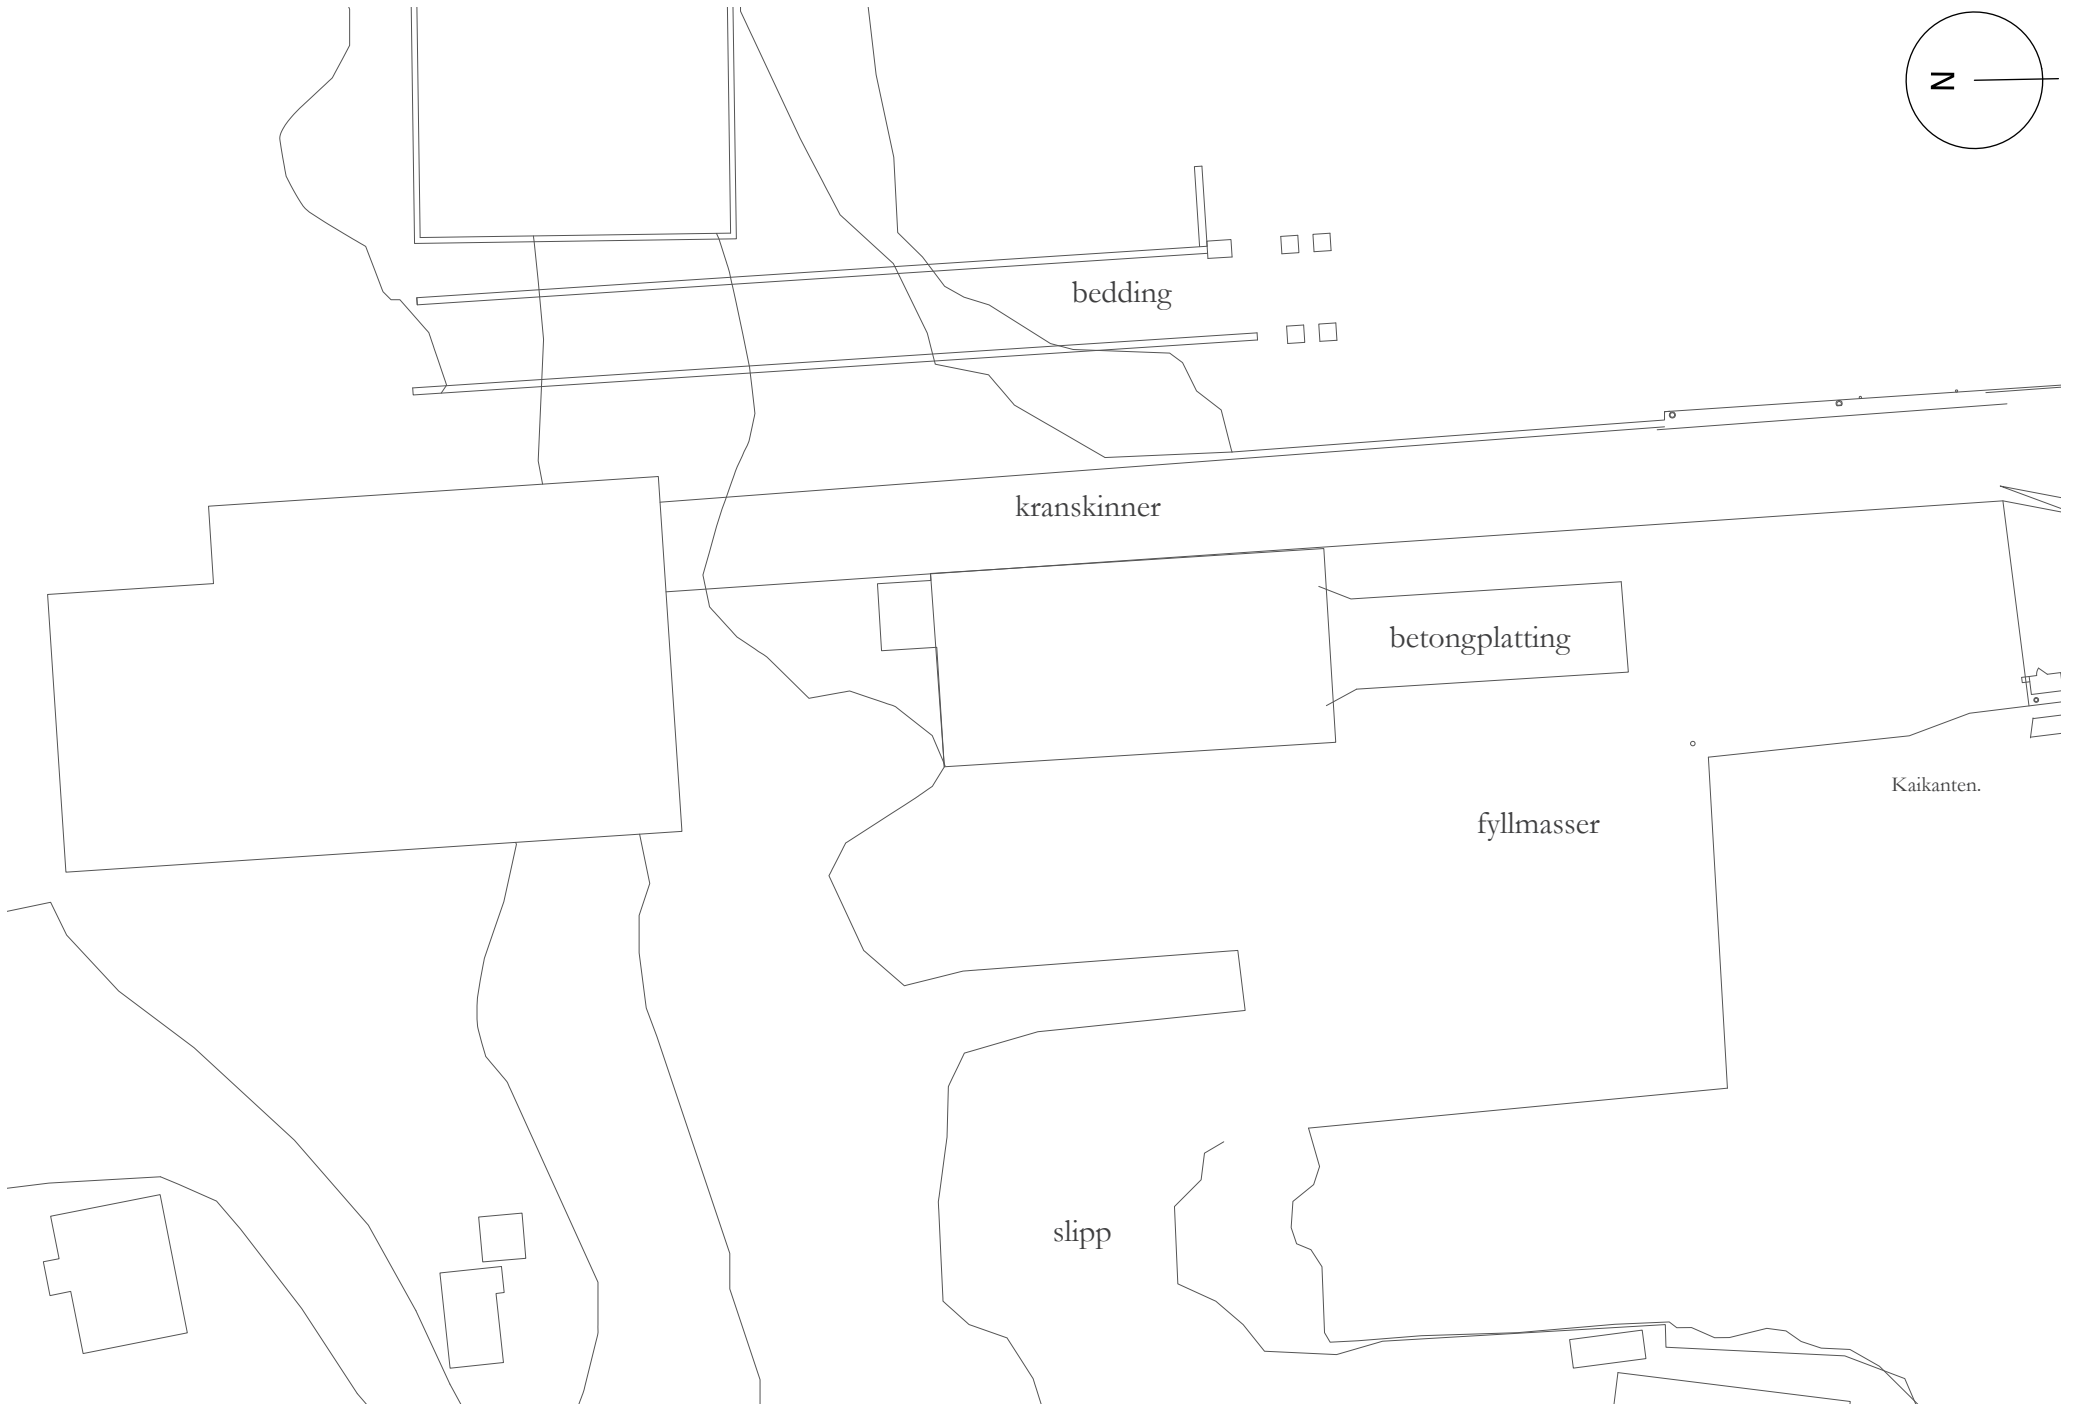 N
bedding
kranskinner
betongplatting
Kaikanten.
fyllmasser
slipp